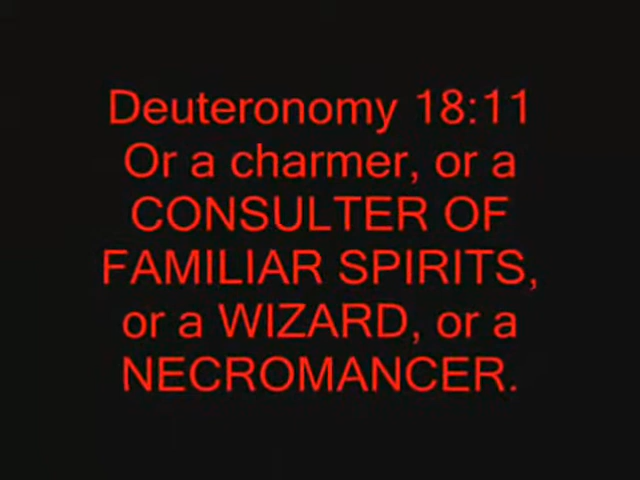 Deuteronomy 18:11
Or a charmer, or a
CONSULTER OF
FAMILIAR SPIRITS,
or a WIZARD, or a
NECROMANCER.